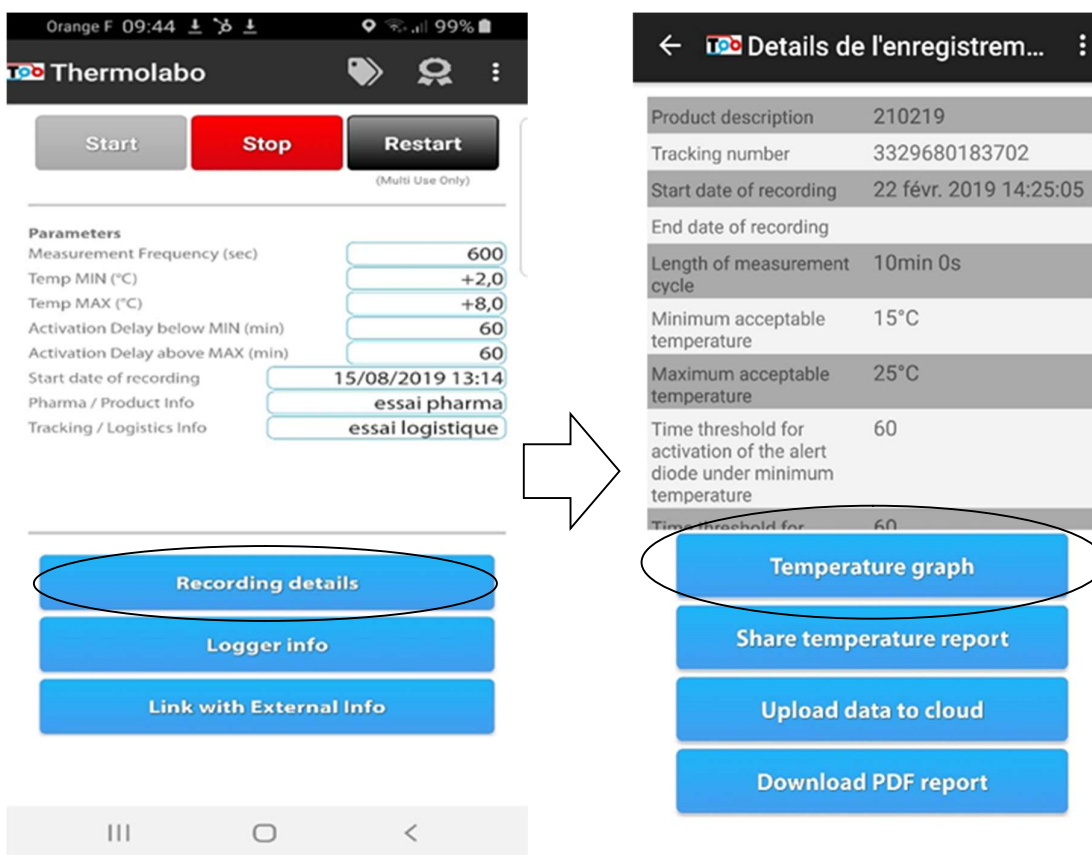 Orange F 09:44 99%
Too Thermolabo
Start Stop Restart
(Multi Use Only)
Parameters
Measurement Frequency (sec) 600
Temp MIN (°C) +2,0
Temp MAX (°C) +8,0
Activation Delay below MIN (min) 60
Activation Delay above MAX (min) 60
Start date of recording 15/08/2019 13:14
Pharma / Product Info essai pharma
Tracking / Logistics Info essai logistique
Recording details
Logger info
Link with External Info
Details de l'enregistrem...
Product description 210219
Tracking number 3329680183702
Start date of recording 22 févr. 2019 14:25:05
End date of recording
Length of measurement 10min 0s
cycle
Minimum acceptable 15°C
temperature
Maximum acceptable 25°C
temperature
Time threshold for 60
activation of the alert
diode under minimum
temperature
Time threshold for 60
Temperature graph
Share temperature report
Upload data to cloud
Download PDF report